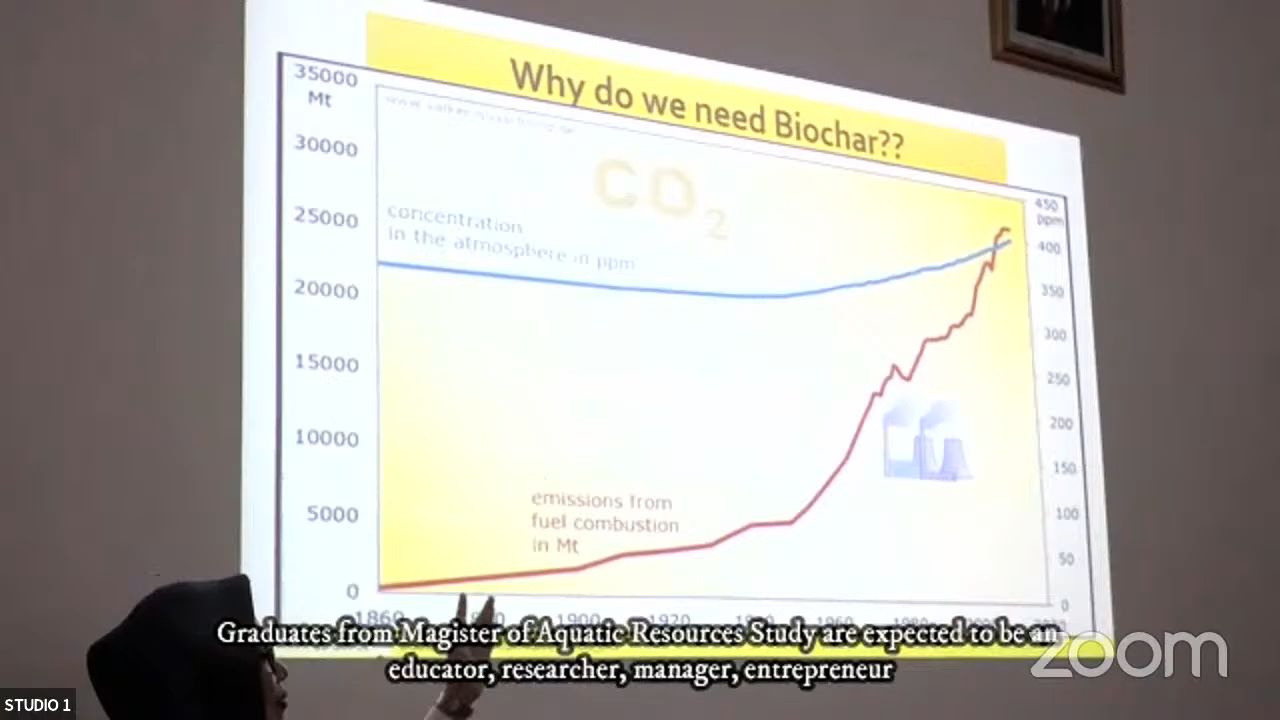 Why do we need Biochar??
35000
Mt
30000
25000
20000
15000
10000
5000
0
CO2
concentration
in the atmosphere in ppm
emissions from
fuel combustion
in Mt
450
ppm
400
350
300
250
200
150
100
50
0
1860
1900
1920
1960
Graduates from Magister of Aquatic Resources Study are expected to be an
educator, researcher, manager, entrepreneur
zoom
STUDIO 1